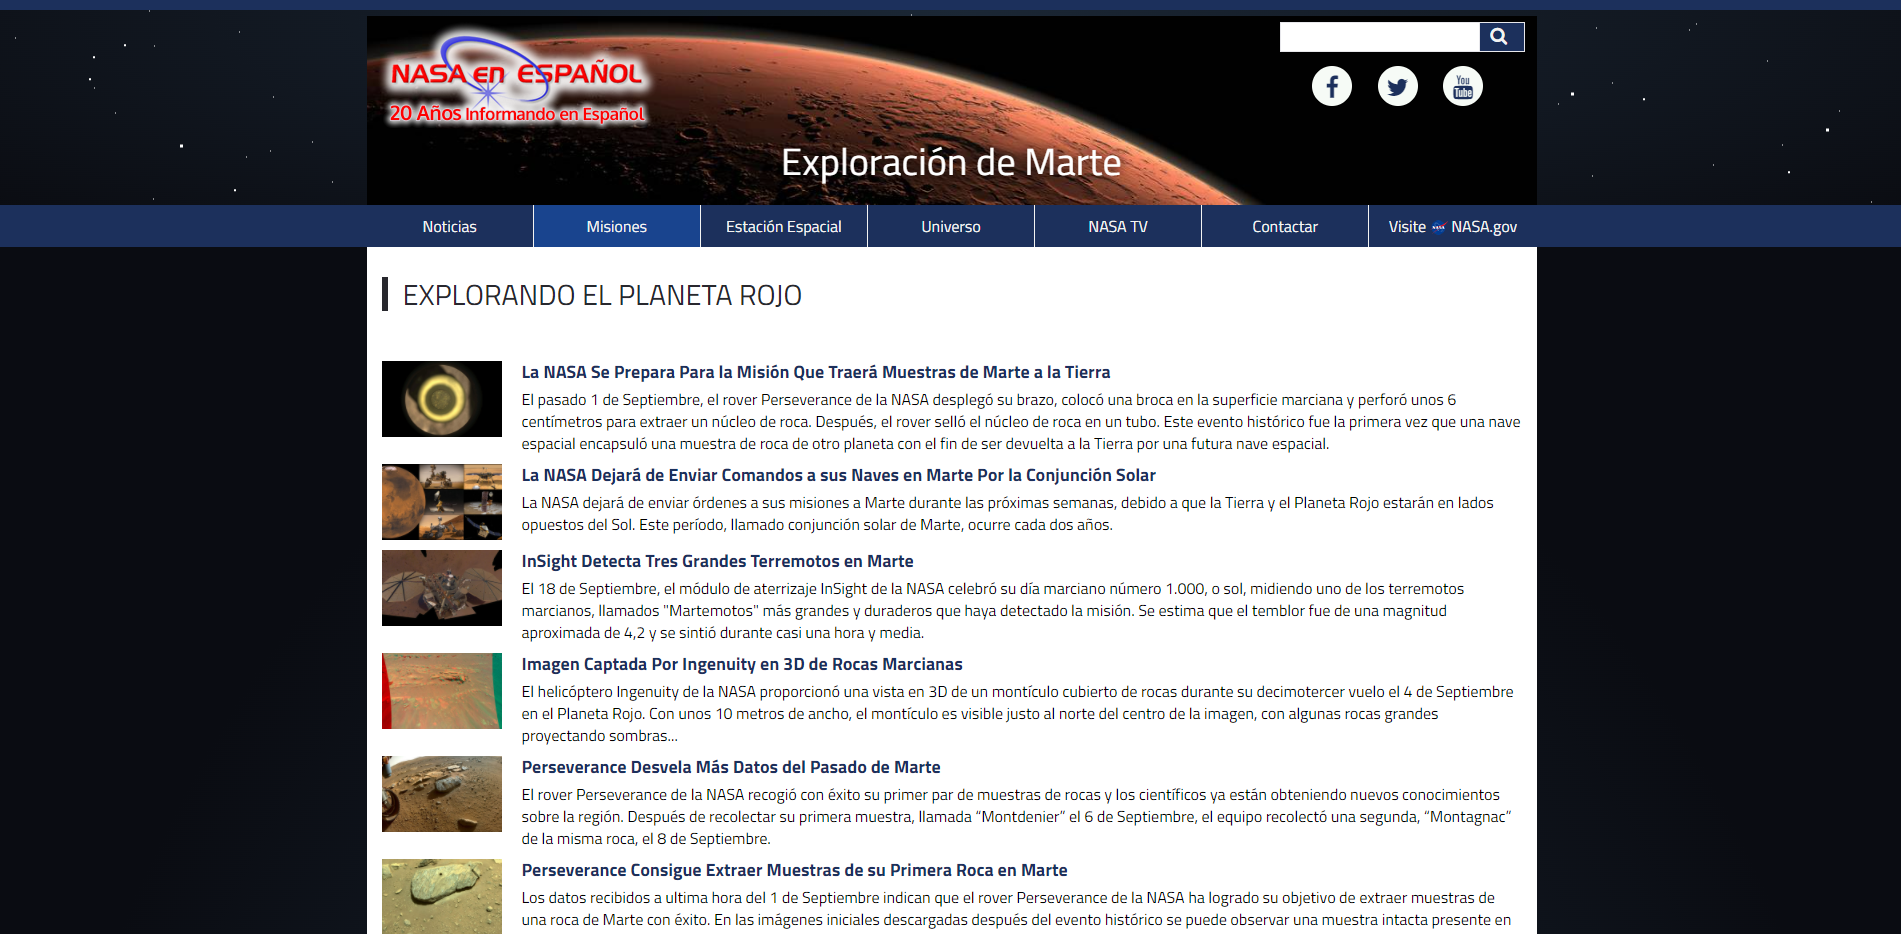 NASA en ESPAÑOL
20 Años Informando en Español
You
Tube
Exploración de Marte
Noticias
Misiones
Estación Espacial
Universo
NASA TV
Contactar
Visite NASA NASA.gov
EXPLORANDO EL PLANETA ROJO
La NASA Se Prepara Para la Misión Que Traerá Muestras de Marte a la Tierra
El pasado 1 de Septiembre, el rover Perseverance de la NASA desplegó su brazo, colocó una broca en la superficie marciana y perforó unos 6
centímetros para extraer un núcleo de roca. Después, el rover selló el núcleo de roca en un tubo. Este evento histórico fue la primera vez que una nave
espacial encapsuló una muestra de roca de otro planeta con el fin de ser devuelta a la Tierra por una futura nave espacial.
La NASA Dejará de Enviar Comandos a sus Naves en Marte Por la Conjunción Solar
La NASA dejará de enviar órdenes a sus misiones a Marte durante las próximas semanas, debido a que la Tierra y el Planeta Rojo estarán en lados
opuestos del Sol. Este período, llamado conjunción solar de Marte, ocurre cada dos años.
InSight Detecta Tres Grandes Terremotos en Marte
El 18 de Septiembre, el módulo de aterrizaje InSight de la NASA celebró su día marciano número 1.000, o sol, midiendo uno de los terremotos
marcianos, llamados "Martemotos" más grandes y duraderos que haya detectado la misión. Se estima que el temblor fue de una magnitud
aproximada de 4,2 y se sintió durante casi una hora y media.
Imagen Captada Por Ingenuity en 3D de Rocas Marcianas
El helicóptero Ingenuity de la NASA proporcionó una vista en 3D de un montículo cubierto de rocas durante su decimotercer vuelo el 4 de Septiembre
en el Planeta Rojo. Con unos 10 metros de ancho, el montículo es visible justo al norte del centro de la imagen, con algunas rocas grandes
proyectando sombras...
Perseverance Desvela Más Datos del Pasado de Marte
El rover Perseverance de la NASA recogió con éxito su primer par de muestras de rocas y los científicos ya están obteniendo nuevos conocimientos
sobre la región. Después de recolectar su primera muestra, llamada “Montdenier” el 6 de Septiembre, el equipo recolectó una segunda, “Montagnac”
de la misma roca, el 8 de Septiembre.
Perseverance Consigue Extraer Muestras de su Primera Roca en Marte
Los datos recibidos a ultima hora del 1 de Septiembre indican que el rover Perseverance de la NASA ha logrado su objetivo de extraer muestras de
una roca de Marte con éxito. En las imágenes iniciales descargadas después del evento histórico se puede observar una muestra intacta presente en